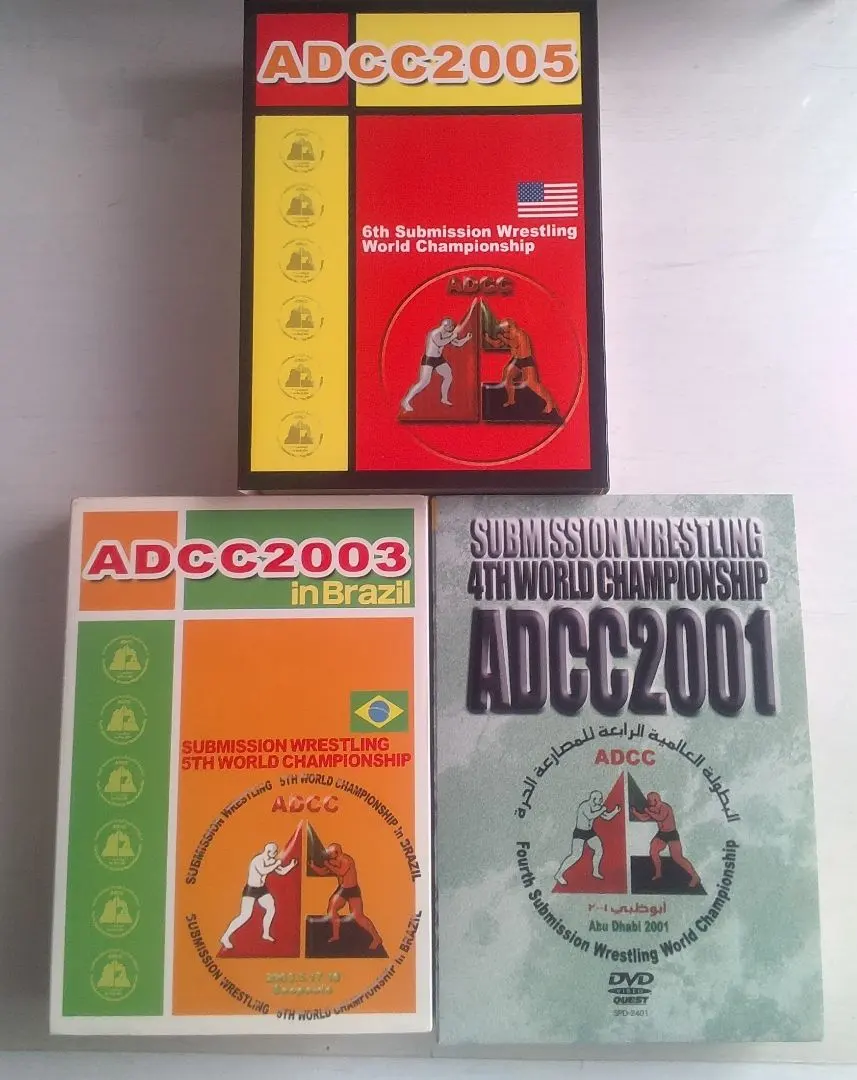 ADCC2005
6th Submission Wrestling
World Championship
ADCC
ADCC2003
in Brazil
SUBMISSION WRESTLING
5TH WORLD CHAMPIONSHIP
SUBMISSION WRESTLING 5TH WORLD CHAMPIONSHIP in BRAZIL
ADCC
SUBMISSION WRESTLING 5TH WORLD CHAMPIONSHIP in BRAZIL
SUBMISSION WRESTLING
4TH WORLD CHAMPIONSHIP
ADCC2001
البطولة العالمية الرابعة للمصارعة الحرة
ADCC
أبوظبي ٢٠٠١
Abu Dhabi 2001
Fourth Submission Wrestling World Championship
DVD
VIDEO
QUEST
SPD-2401